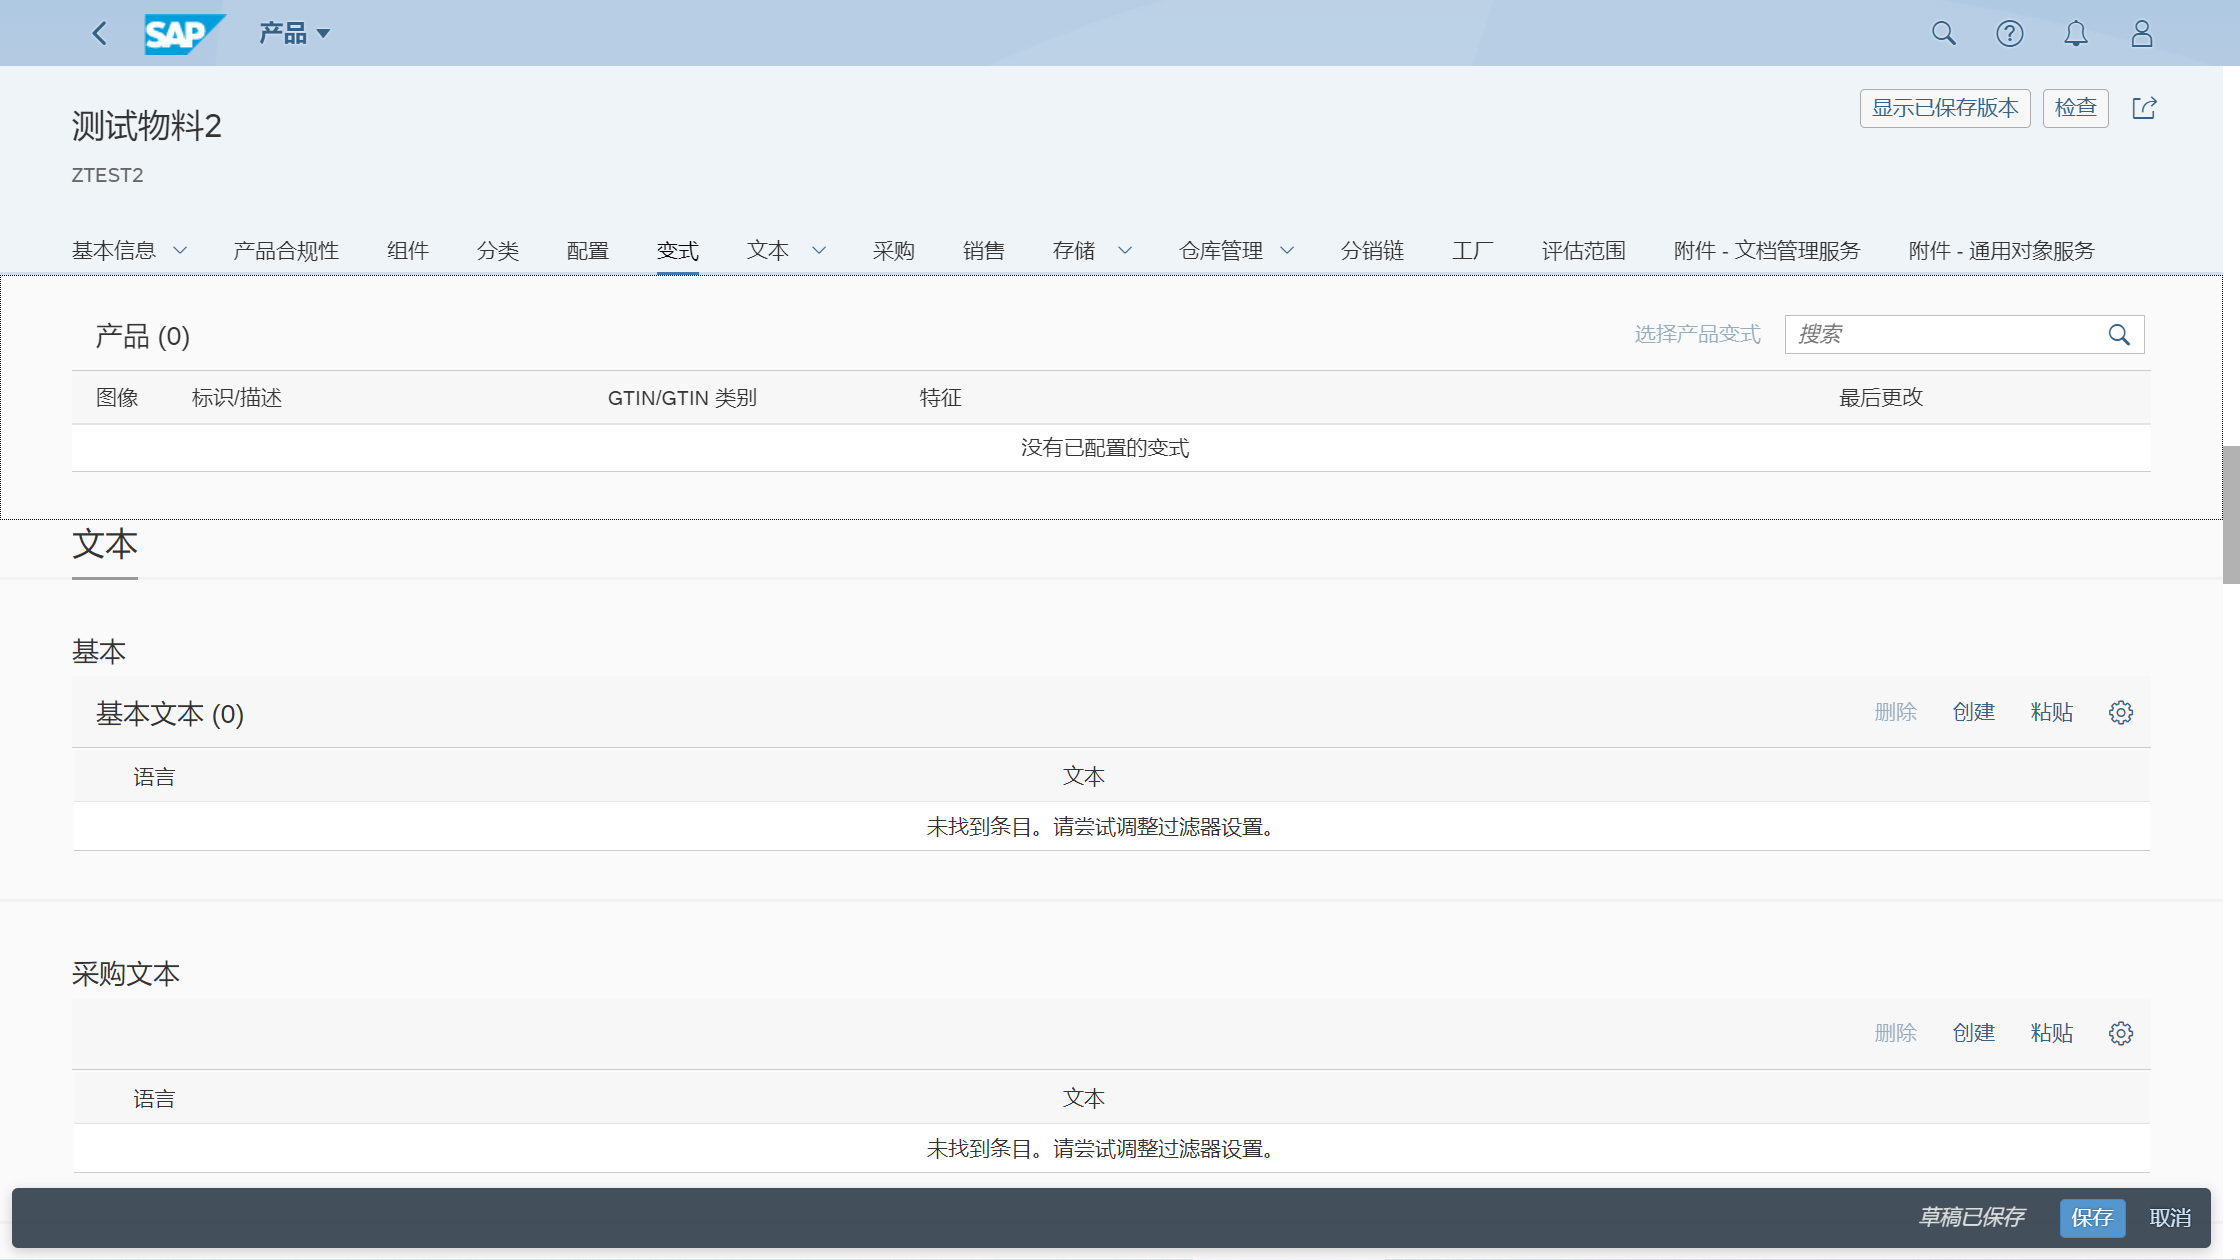 SAP 产品
测试物料2
显示已保存版本 检查
ZTEST2
基本信息 产品合规性 组件 分类 配置 变式 文本 采购 销售 存储 仓库管理 分销链 工厂 评估范围 附件 - 文档管理服务 附件 - 通用对象服务
产品 (0) 选择产品变式 搜索
图像 标识/描述 GTIN/GTIN 类别 特征 最后更改
没有已配置的变式
文本
基本
基本文本 (0) 删除 创建 粘贴
语言 文本
未找到条目。请尝试调整过滤器设置。
采购文本
删除 创建 粘贴
语言 文本
未找到条目。请尝试调整过滤器设置。
草稿已保存 保存 取消